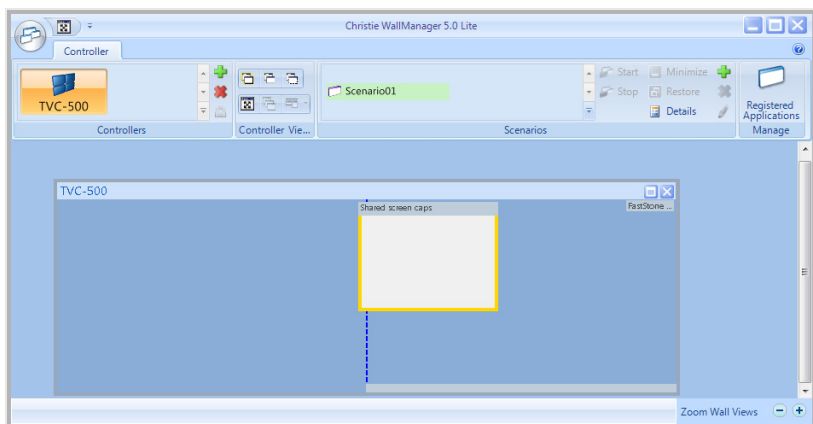 Christie WallManager 5.0 Lite
Controller
TVC-500
Controllers
Controller Vie...
Scenario01
Scenarios
Start
Minimize
Stop
Restore
Details
Registered
Applications
Manage
TVC-500
Shared screen caps
FastStone ...
Zoom Wall Views